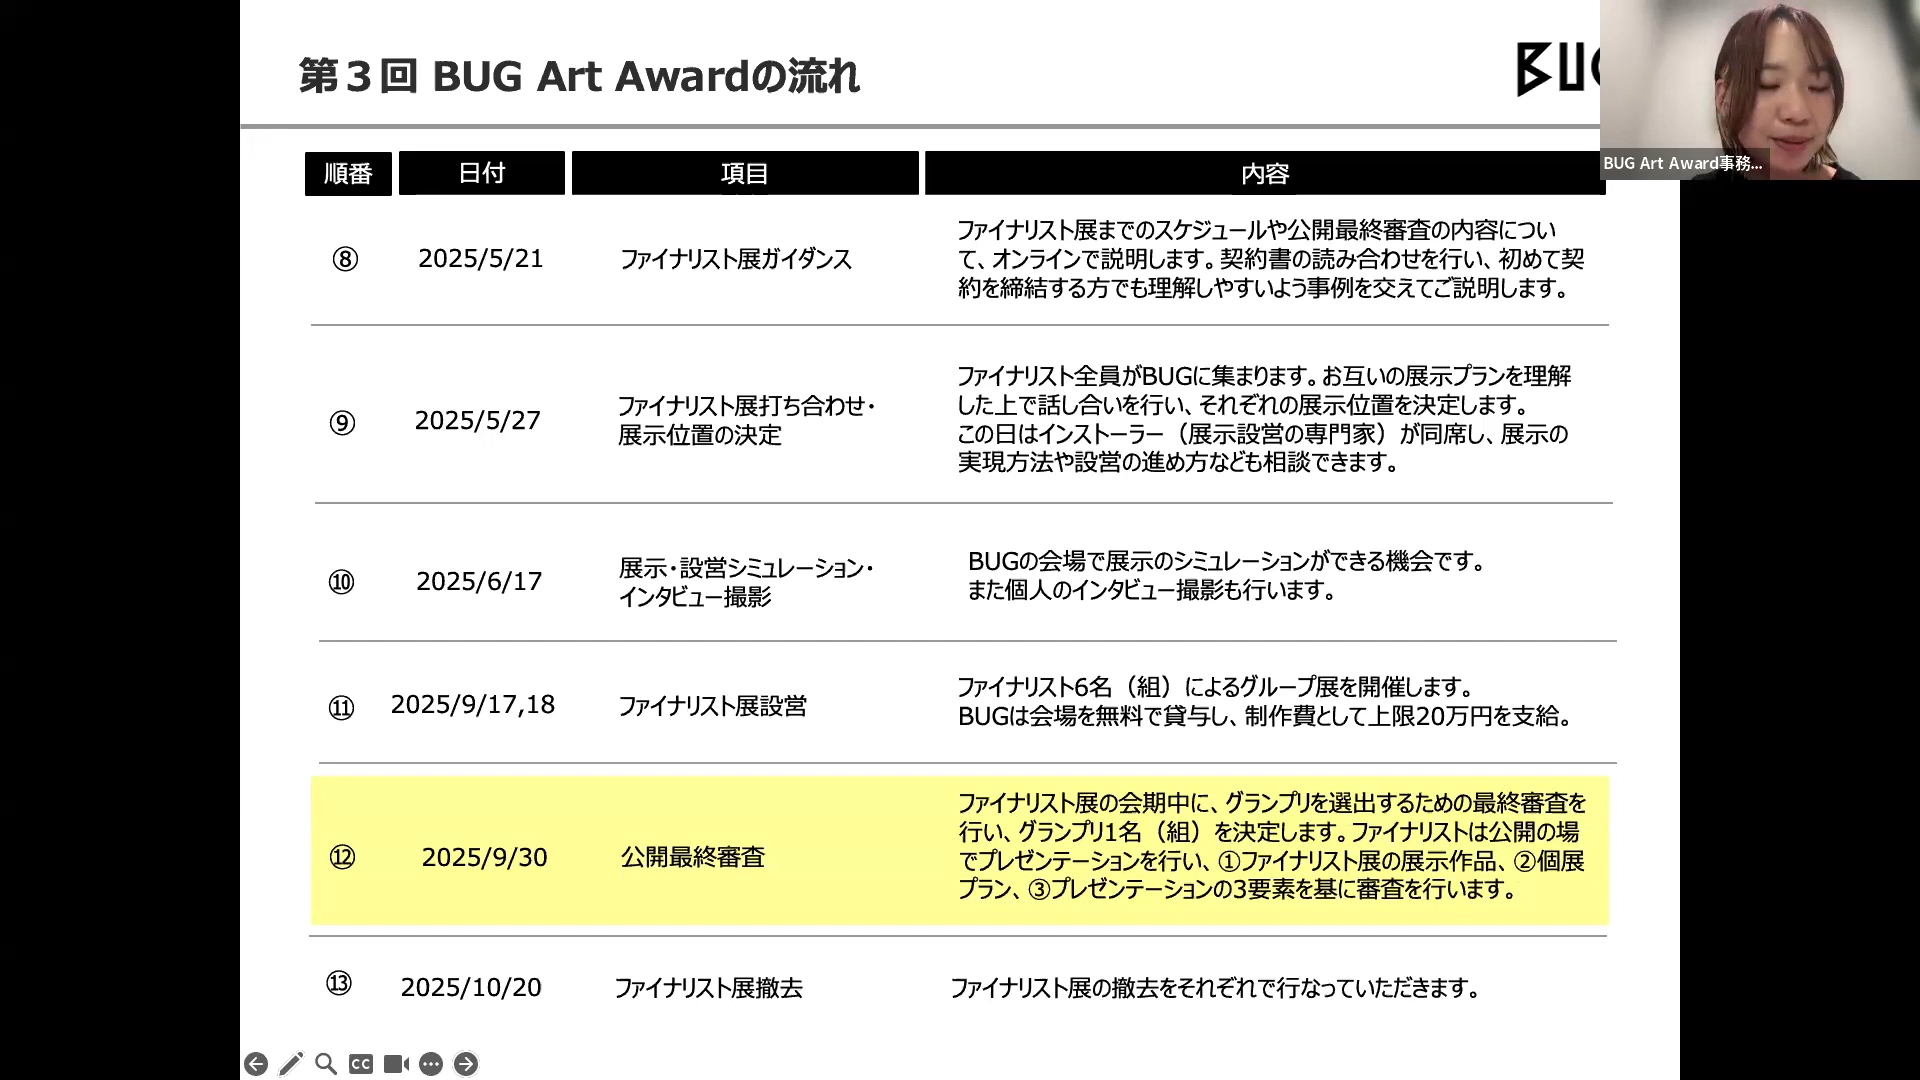 第３回 BUG Art Awardの流れ
BUG
BUG Art Award事務...
順番 日付 項目 内容
⑧ 2025/5/21 ファイナリスト展ガイダンス
ファイナリスト展までのスケジュールや公開最終審査の内容につい
て、オンラインで説明します。契約書の読み合わせを行い、初めて契
約を締結する方でも理解しやすいよう事例を交えてご説明します。
⑨ 2025/5/27
ファイナリスト展打ち合わせ・
展示位置の決定
ファイナリスト全員がBUGに集まります。お互いの展示プランを理解
した上で話し合いを行い、それぞれの展示位置を決定します。
この日はインストーラー（展示設営の専門家）が同席し、展示の
実現方法や設営の進め方なども相談できます。
⑩ 2025/6/17
展示・設営シミュレーション・
インタビュー撮影
BUGの会場で展示のシミュレーションができる機会です。
また個人のインタビュー撮影も行います。
⑪ 2025/9/17,18 ファイナリスト展設営
ファイナリスト6名（組）によるグループ展を開催します。
BUGは会場を無料で貸与し、制作費として上限20万円を支給。
⑫ 2025/9/30 公開最終審査
ファイナリスト展の会期中に、グランプリを選出するための最終審査を
行い、グランプリ1名（組）を決定します。ファイナリストは公開の場
でプレゼンテーションを行い、①ファイナリスト展の展示作品、②個展
プラン、③プレゼンテーションの3要素を基に審査を行います。
⑬ 2025/10/20 ファイナリスト展撤去 ファイナリスト展の撤去をそれぞれで行なっていただきます。
CC